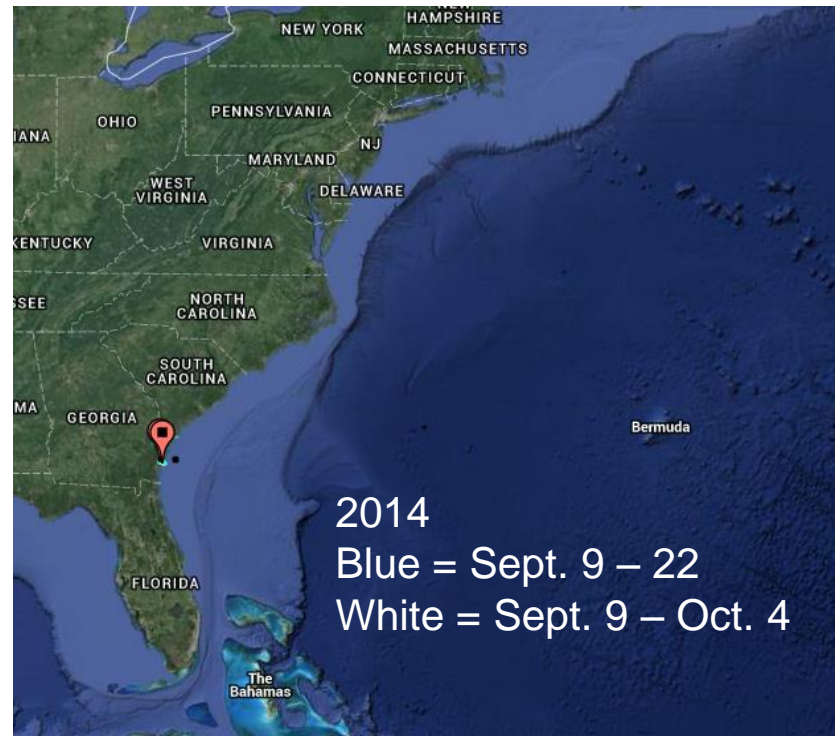 NEW
HAMPSHIRE
NEW YORK
MASSACHUSETTS
CONNECTICUT
PENNSYLVANIA
OHIO
IANA
NJ
MARYLAND
WEST
VIRGINIA
DELAWARE
KENTUCKY
VIRGINIA
SSEE
NORTH
CAROLINA
SOUTH
CAROLINA
MA
GEORGIA
Bermuda
2014
Blue = Sept. 9 – 22
White = Sept. 9 – Oct. 4
FLORIDA
The
Bahamas